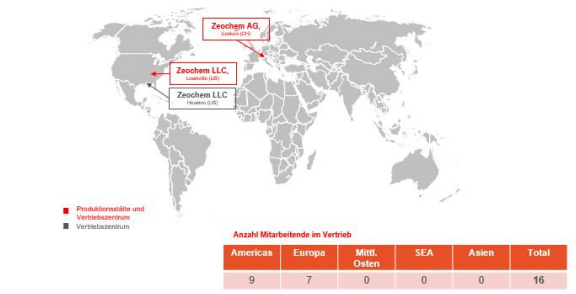 Zeochem AG,
Uetikon (CH)
Zeochem LLC,
Louisville (US)
Zeochem LLC
Houston (US)
Produktionsstätte und
Vertriebszentrum
Vertriebszentrum
Anzahl Mitarbeitende im Vertrieb
Americas Europa Mittl. Osten SEA Asien Total
9 7 0 0 0 16